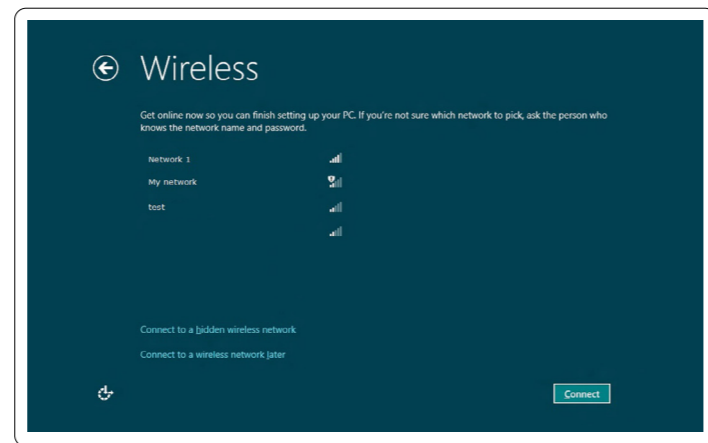 Wireless
Get online now so you can finish setting up your PC. If you're not sure which network to pick, ask the person who
knows the network name and password.
Network 1
My network
test
Connect to a hidden wireless network
Connect to a wireless network later
Connect